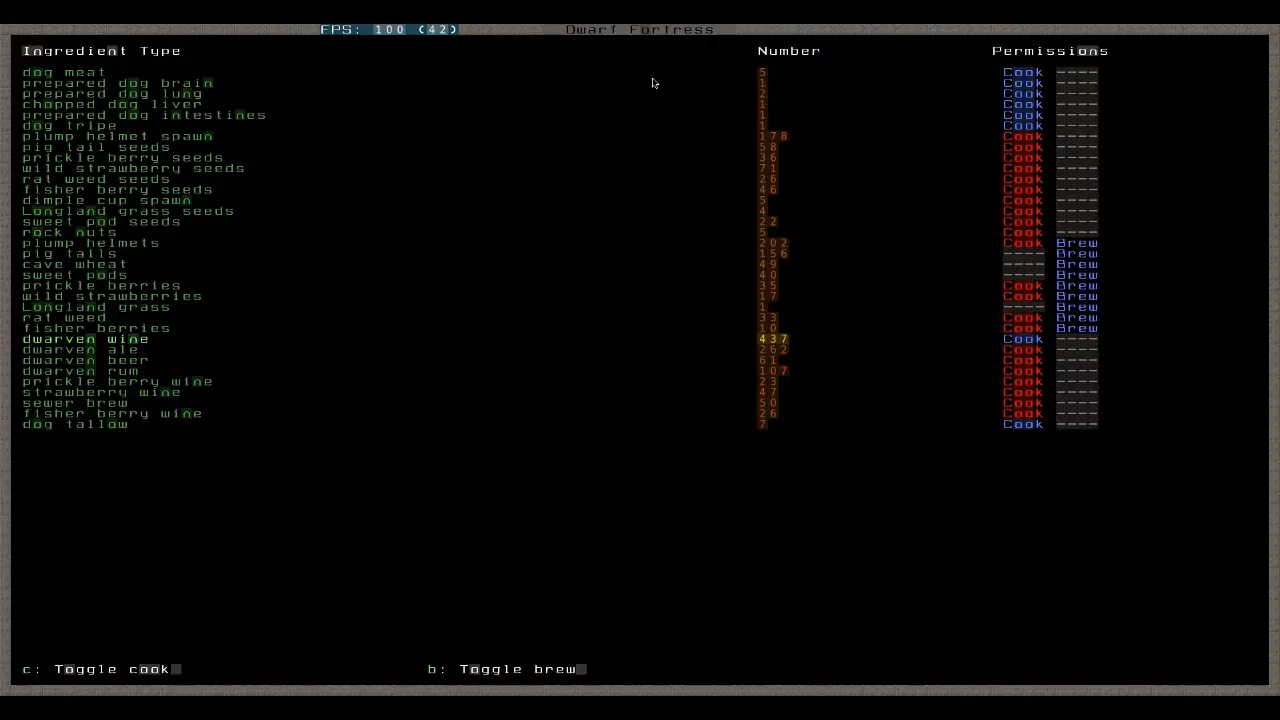 FPS: 100 (42) Dwarf Fortress
Ingredient Type Number Permissions
dog meat 5 Cook ----
prepared dog brain 1 Cook ----
prepared dog lung 2 Cook ----
chopped dog liver 1 Cook ----
prepared dog intestines 1 Cook ----
dog tripe 1 Cook ----
plump helmet spawn 178 Cook ----
pig tail seeds 58 Cook ----
prickle berry seeds 36 Cook ----
wild strawberry seeds 71 Cook ----
rat weed seeds 26 Cook ----
fisher berry seeds 46 Cook ----
dimple cup spawn 5 Cook ----
Longland grass seeds 4 Cook ----
sweet pod seeds 22 Cook ----
rock nuts 5 Cook ----
plump helmets 202 Cook Brew
pig tails 156 ---- Brew
cave wheat 49 ---- Brew
sweet pods 40 ---- Brew
prickle berries 35 Cook Brew
wild strawberries 17 Cook Brew
Longland grass 1 ---- Brew
rat weed 33 Cook Brew
fisher berries 10 Cook Brew
dwarven wine 437 Cook ----
dwarven ale 262 Cook ----
dwarven beer 61 Cook ----
dwarven rum 107 Cook ----
prickle berry wine 23 Cook ----
strawberry wine 47 Cook ----
sewer brew 50 Cook ----
fisher berry wine 26 Cook ----
dog tallow 7 Cook ----
c: Toggle cook b: Toggle brew